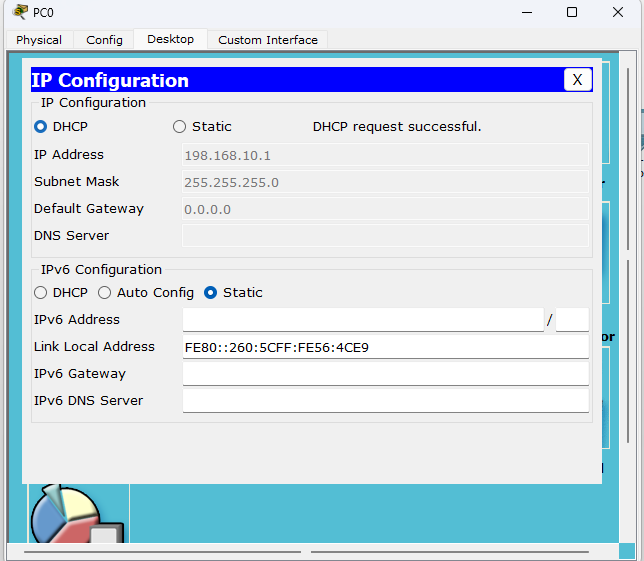 PC0
Physical Config Desktop Custom Interface
IP Configuration X
IP Configuration
DHCP Static DHCP request successful.
IP Address 198.168.10.1
Subnet Mask 255.255.255.0
Default Gateway 0.0.0.0
DNS Server
IPv6 Configuration
DHCP Auto Config Static
IPv6 Address /
Link Local Address FE80::260:5CFF:FE56:4CE9
IPv6 Gateway
IPv6 DNS Server